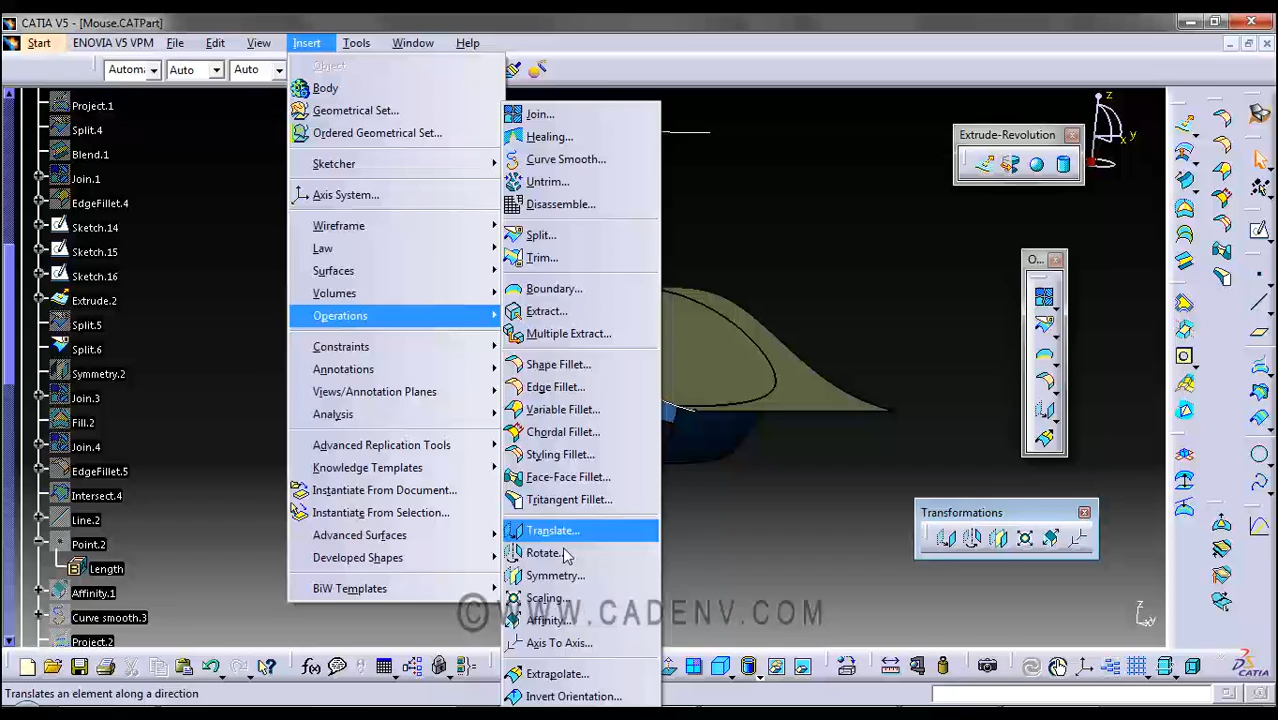 CATIA V5 - [Mouse.CATPart]
Start ENOVIA V5 VPM File Edit View Insert Tools Window Help
Autom. Auto Auto
Object
Body
Geometrical Set...
Ordered Geometrical Set...
Sketcher
Axis System...
Wireframe
Law
Surfaces
Volumes
Operations
Constraints
Annotations
Views/Annotation Planes
Analysis
Advanced Replication Tools
Knowledge Templates
Instantiate From Document...
Instantiate From Selection...
Advanced Surfaces
Developed Shapes
BiW Templates
Join...
Healing...
Curve Smooth...
Untrim...
Disassemble...
Split...
Trim...
Boundary...
Extract...
Multiple Extract...
Shape Fillet...
Edge Fillet...
Variable Fillet...
Chordal Fillet...
Styling Fillet...
Face-Face Fillet...
Tritangent Fillet...
Translate...
Rotate...
Symmetry...
Scaling...
Affinity...
Axis To Axis...
Extrapolate...
Invert Orientation...
Project.1
Split.4
Blend.1
Join.1
EdgeFillet.4
Sketch.14
Sketch.15
Sketch.16
Extrude.2
Split.5
Split.6
Symmetry.2
Join.3
Fill.2
Join.4
EdgeFillet.5
Intersect.4
Line.2
Point.2
Length
Affinity.1
Curve smooth.3
Project.2
Extrude-Revolution
O...
Transformations
z
y
z
y
© WWW.CADENV.COM
f(x)
CATIA
Translates an element along a direction